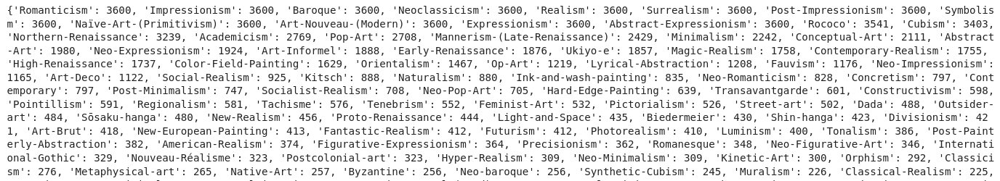 {'Romanticism': 3600, 'Impressionism': 3600, 'Baroque': 3600, 'Neoclassicism': 3600, 'Realism': 3600, 'Surrealism': 3600, 'Post-Impressionism': 3600, 'Symbolis
m': 3600, 'Naïve-Art-(Primitivism)': 3600, 'Art-Nouveau-(Modern)': 3600, 'Expressionism': 3600, 'Abstract-Expressionism': 3600, 'Rococo': 3541, 'Cubism': 3403,
'Northern-Renaissance': 3239, 'Academicism': 2769, 'Pop-Art': 2708, 'Mannerism-(Late-Renaissance)': 2429, 'Minimalism': 2242, 'Conceptual-Art': 2111, 'Abstract
-Art': 1980, 'Neo-Expressionism': 1924, 'Art-Informel': 1888, 'Early-Renaissance': 1876, 'Ukiyo-e': 1857, 'Magic-Realism': 1758, 'Contemporary-Realism': 1755,
'High-Renaissance': 1737, 'Color-Field-Painting': 1629, 'Orientalism': 1467, 'Op-Art': 1219, 'Lyrical-Abstraction': 1208, 'Fauvism': 1176, 'Neo-Impressionism':
1165, 'Art-Deco': 1122, 'Social-Realism': 925, 'Kitsch': 888, 'Naturalism': 880, 'Ink-and-wash-painting': 835, 'Neo-Romanticism': 828, 'Concretism': 797, 'Cont
emporary': 797, 'Post-Minimalism': 747, 'Socialist-Realism': 708, 'Neo-Pop-Art': 705, 'Hard-Edge-Painting': 639, 'Transavantgarde': 601, 'Constructivism': 598,
'Pointillism': 591, 'Regionalism': 581, 'Tachisme': 576, 'Tenebrism': 552, 'Feminist-Art': 532, 'Pictorialism': 526, 'Street-art': 502, 'Dada': 488, 'Outsider-
art': 484, 'Sōsaku-hanga': 480, 'New-Realism': 456, 'Proto-Renaissance': 444, 'Light-and-Space': 435, 'Biedermeier': 430, 'Shin-hanga': 423, 'Divisionism': 42
1, 'Art-Brut': 418, 'New-European-Painting': 413, 'Fantastic-Realism': 412, 'Futurism': 412, 'Photorealism': 410, 'Luminism': 400, 'Tonalism': 386, 'Post-Paint
erly-Abstraction': 382, 'American-Realism': 374, 'Figurative-Expressionism': 364, 'Precisionism': 362, 'Romanesque': 348, 'Neo-Figurative-Art': 346, 'Internati
onal-Gothic': 329, 'Nouveau-Réalisme': 323, 'Postcolonial-art': 323, 'Hyper-Realism': 309, 'Neo-Minimalism': 309, 'Kinetic-Art': 300, 'Orphism': 292, 'Classici
sm': 276, 'Metaphysical-art': 265, 'Native-Art': 257, 'Byzantine': 256, 'Neo-baroque': 256, 'Synthetic-Cubism': 245, 'Muralism': 226, 'Classical-Realism': 225,